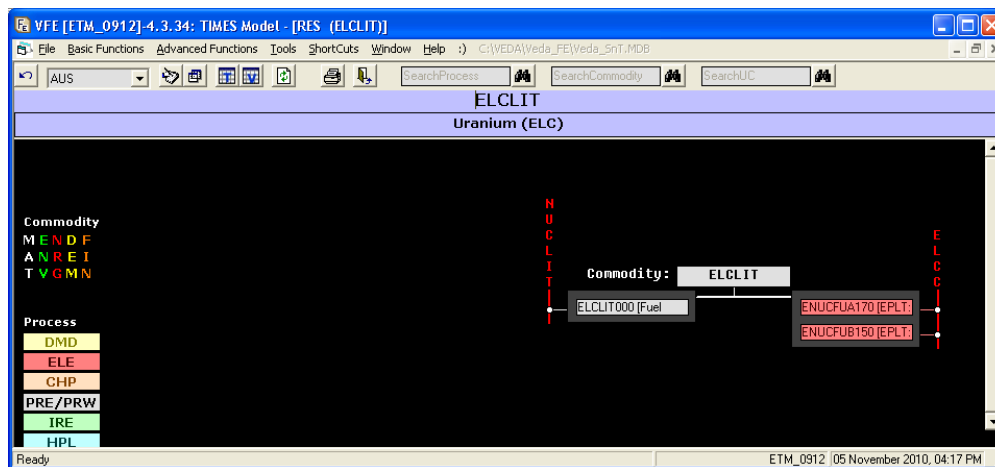 VFE [ETM_0912]-4.3.34: TIMES Model - [RES (ELCLIT)]
File Basic Functions Advanced Functions Tools ShortCuts Window Help :) C:\VEDA\Veda_FE\Veda_SnT.MDB
AUS SearchProcess SearchCommodity SearchUC
ELCLIT
Uranium (ELC)
NUCLIT
ELCC
Commodity
M E N D F
A N R E I
T V G M N
Commodity: ELCLIT
ELCLIT000 [Fuel
ENUCFUA170 [EPLT:
ENUCFUB150 [EPLT:
Process
DMD
ELE
CHP
PRE/PRW
IRE
HPL
Ready ETM_0912 05 November 2010, 04:17 PM